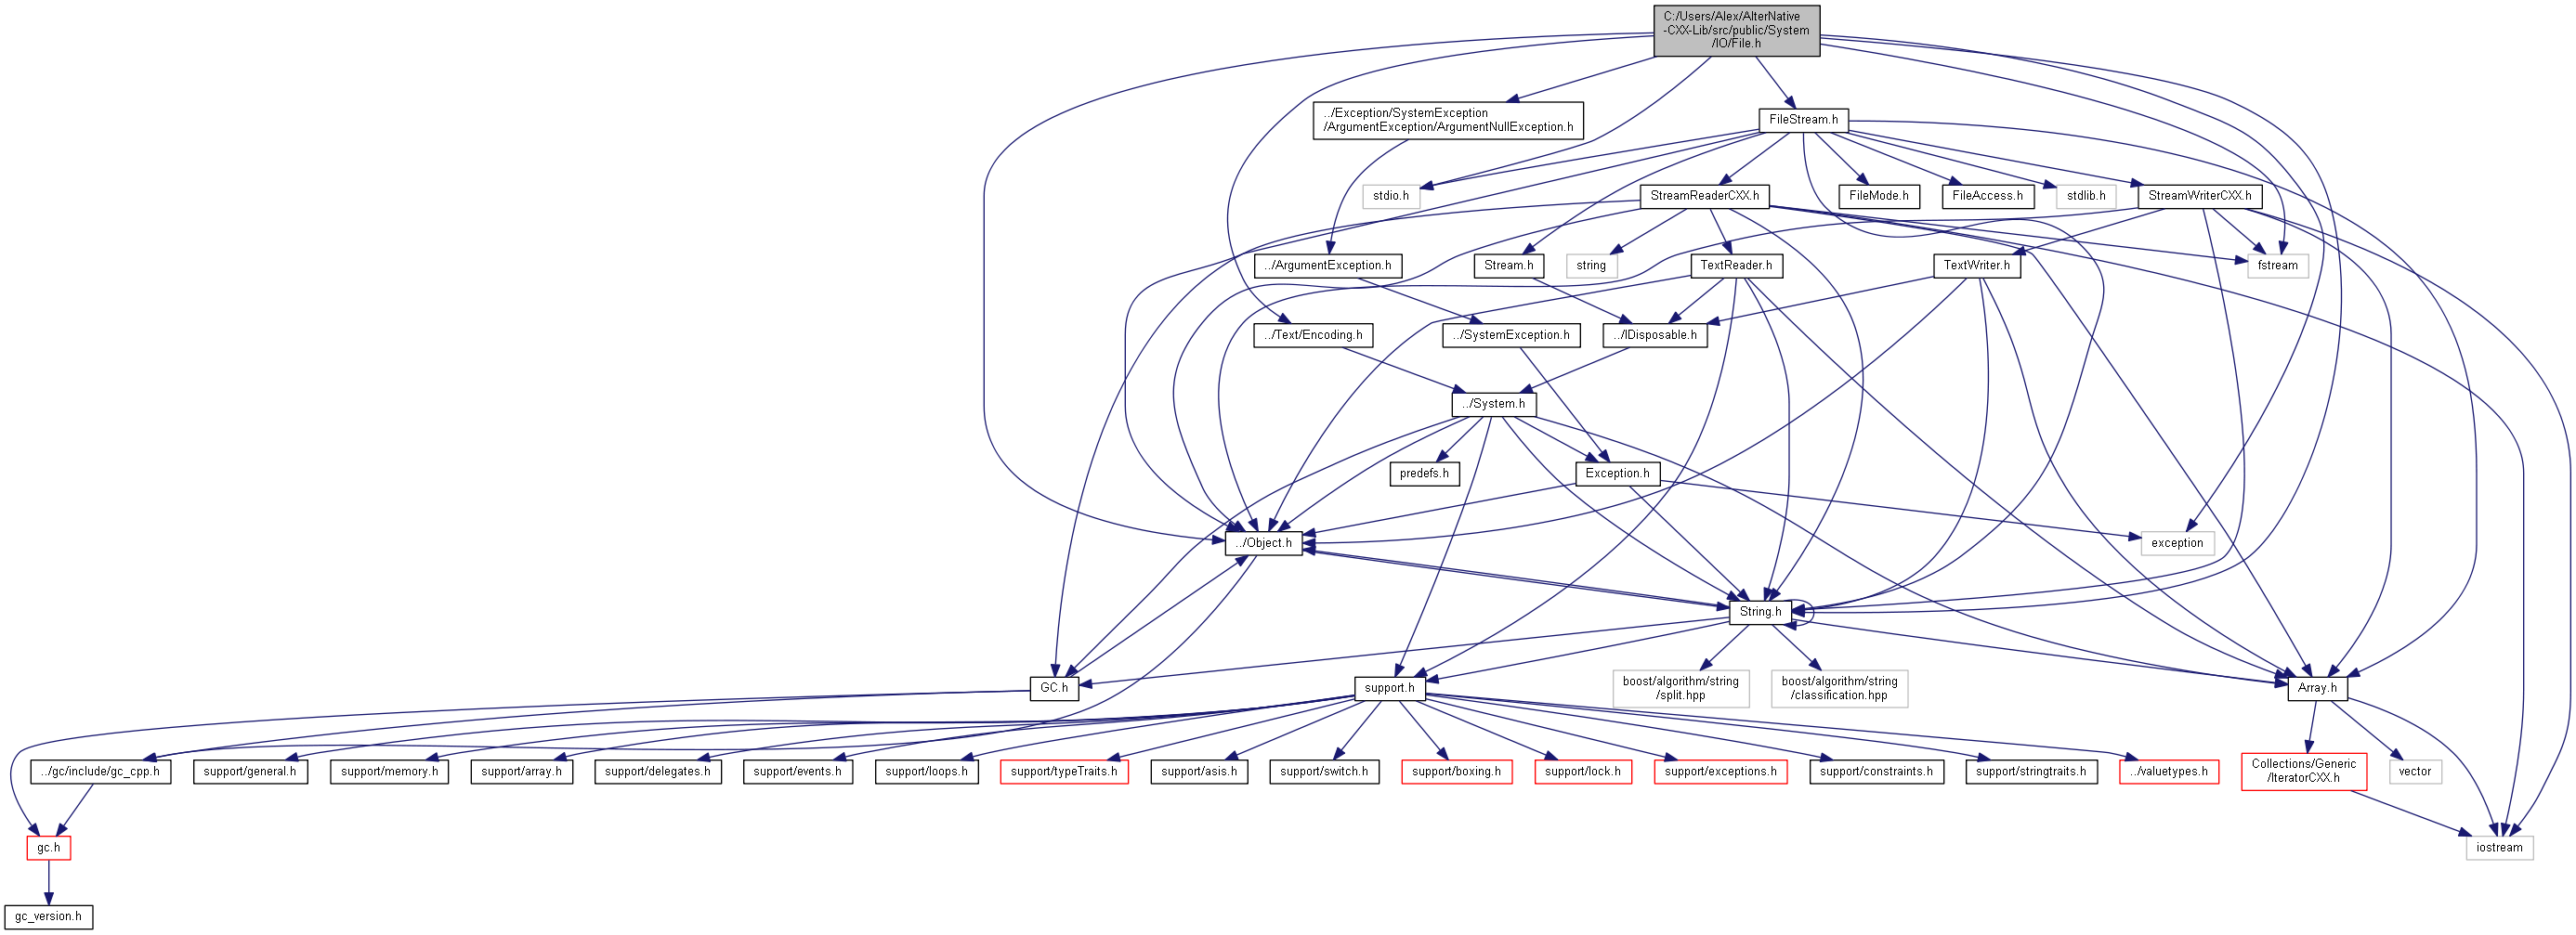 C:/Users/Alex/AlterNative
-CXX-Lib/src/public/System
/IO/File.h
../Exception/SystemException
/ArgumentException/ArgumentNullException.h
FileStream.h
stdio.h
StreamReaderCXX.h
FileMode.h
FileAccess.h
stdlib.h
StreamWriterCXX.h
../ArgumentException.h
Stream.h
string
TextReader.h
TextWriter.h
fstream
../Text/Encoding.h
../SystemException.h
../IDisposable.h
../System.h
predefs.h
Exception.h
../Object.h
exception
String.h
GC.h
support.h
boost/algorithm/string
/split.hpp
boost/algorithm/string
/classification.hpp
Array.h
../gc/include/gc_cpp.h
support/general.h
support/memory.h
support/array.h
support/delegates.h
support/events.h
support/loops.h
support/typeTraits.h
support/asis.h
support/switch.h
support/boxing.h
support/lock.h
support/exceptions.h
support/constraints.h
support/stringtraits.h
../valuetypes.h
Collections/Generic
/IteratorCXX.h
vector
gc.h
iostream
gc_version.h